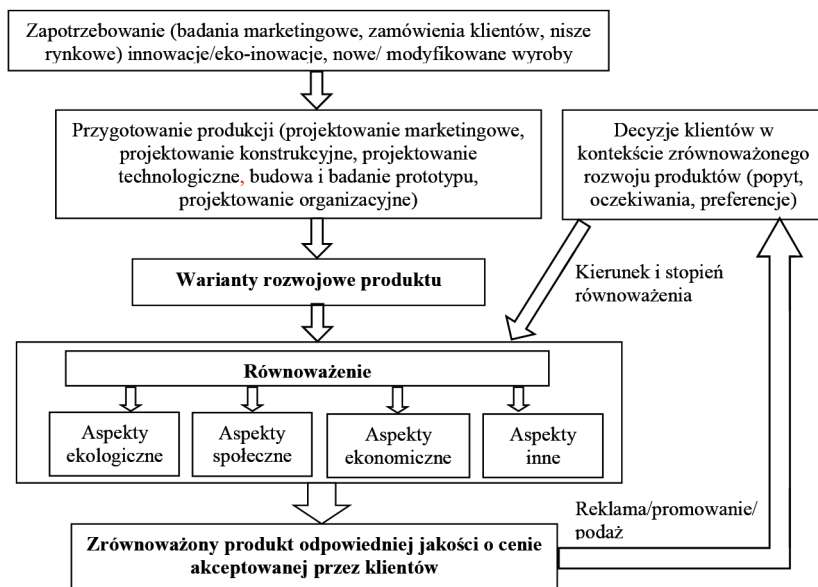 Zapotrzebowanie (badania marketingowe, zamówienia klientów, nisze
rynkowe) innowacje/eko-inowacje, nowe/ modyfikowane wyroby
Przygotowanie produkcji (projektowanie marketingowe,
projektowanie konstrukcyjne, projektowanie
technologiczne, budowa i badanie prototypu,
projektowanie organizacyjne)
Decyzje klientów w
kontekście zrównoważonego
rozwoju produktów (popyt,
oczekiwania, preferencje)
Warianty rozwojowe produktu
Kierunek i stopień
równoważenia
Równoważenie
Aspekty
ekologiczne
Aspekty
społeczne
Aspekty
ekonomiczne
Aspekty
inne
Reklama/promowanie/
podaż
Zrównoważony produkt odpowiedniej jakości o cenie
akceptowanej przez klientów